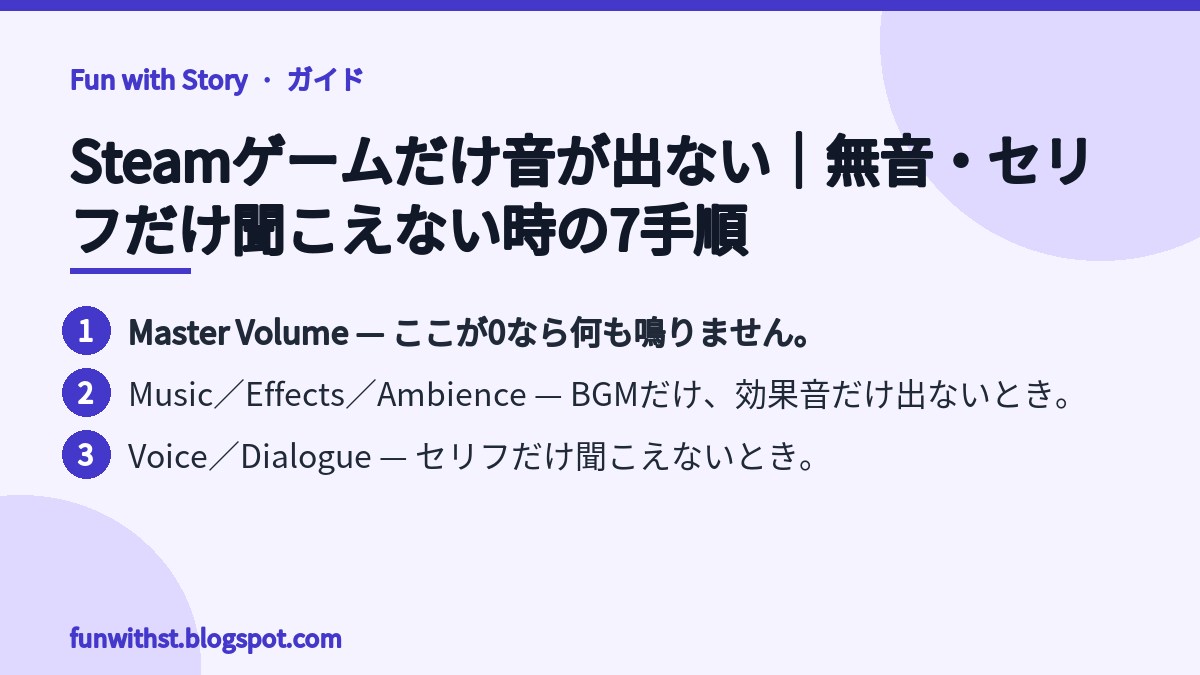 Fun with Story ・ ガイド
Steamゲームだけ音が出ない｜無音・セリ
フだけ聞こえない時の7手順
1 Master Volume — ここが0なら何も鳴りません。
2 Music／Effects／Ambience — BGMだけ、効果音だけ出ないとき。
3 Voice／Dialogue — セリフだけ聞こえないとき。
funwithst.blogspot.com